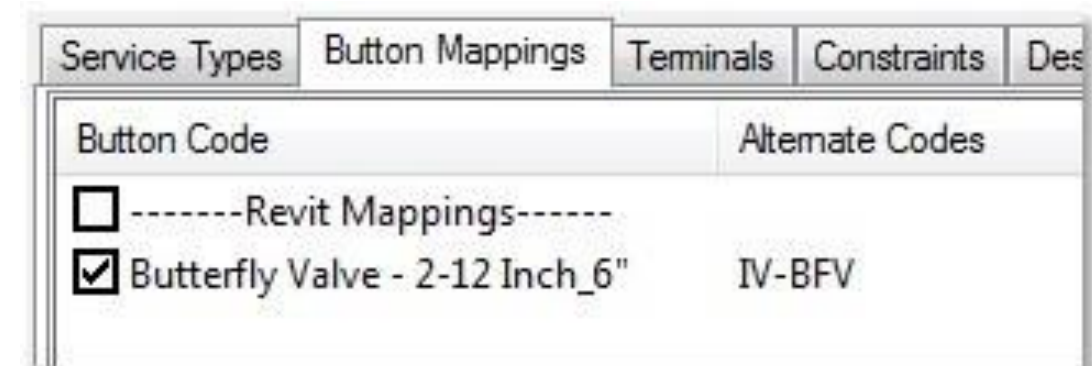 Service Types Button Mappings Terminals Constraints Des
Button Code Alternate Codes
-------Revit Mappings------
Butterfly Valve - 2-12 Inch_6" IV-BFV